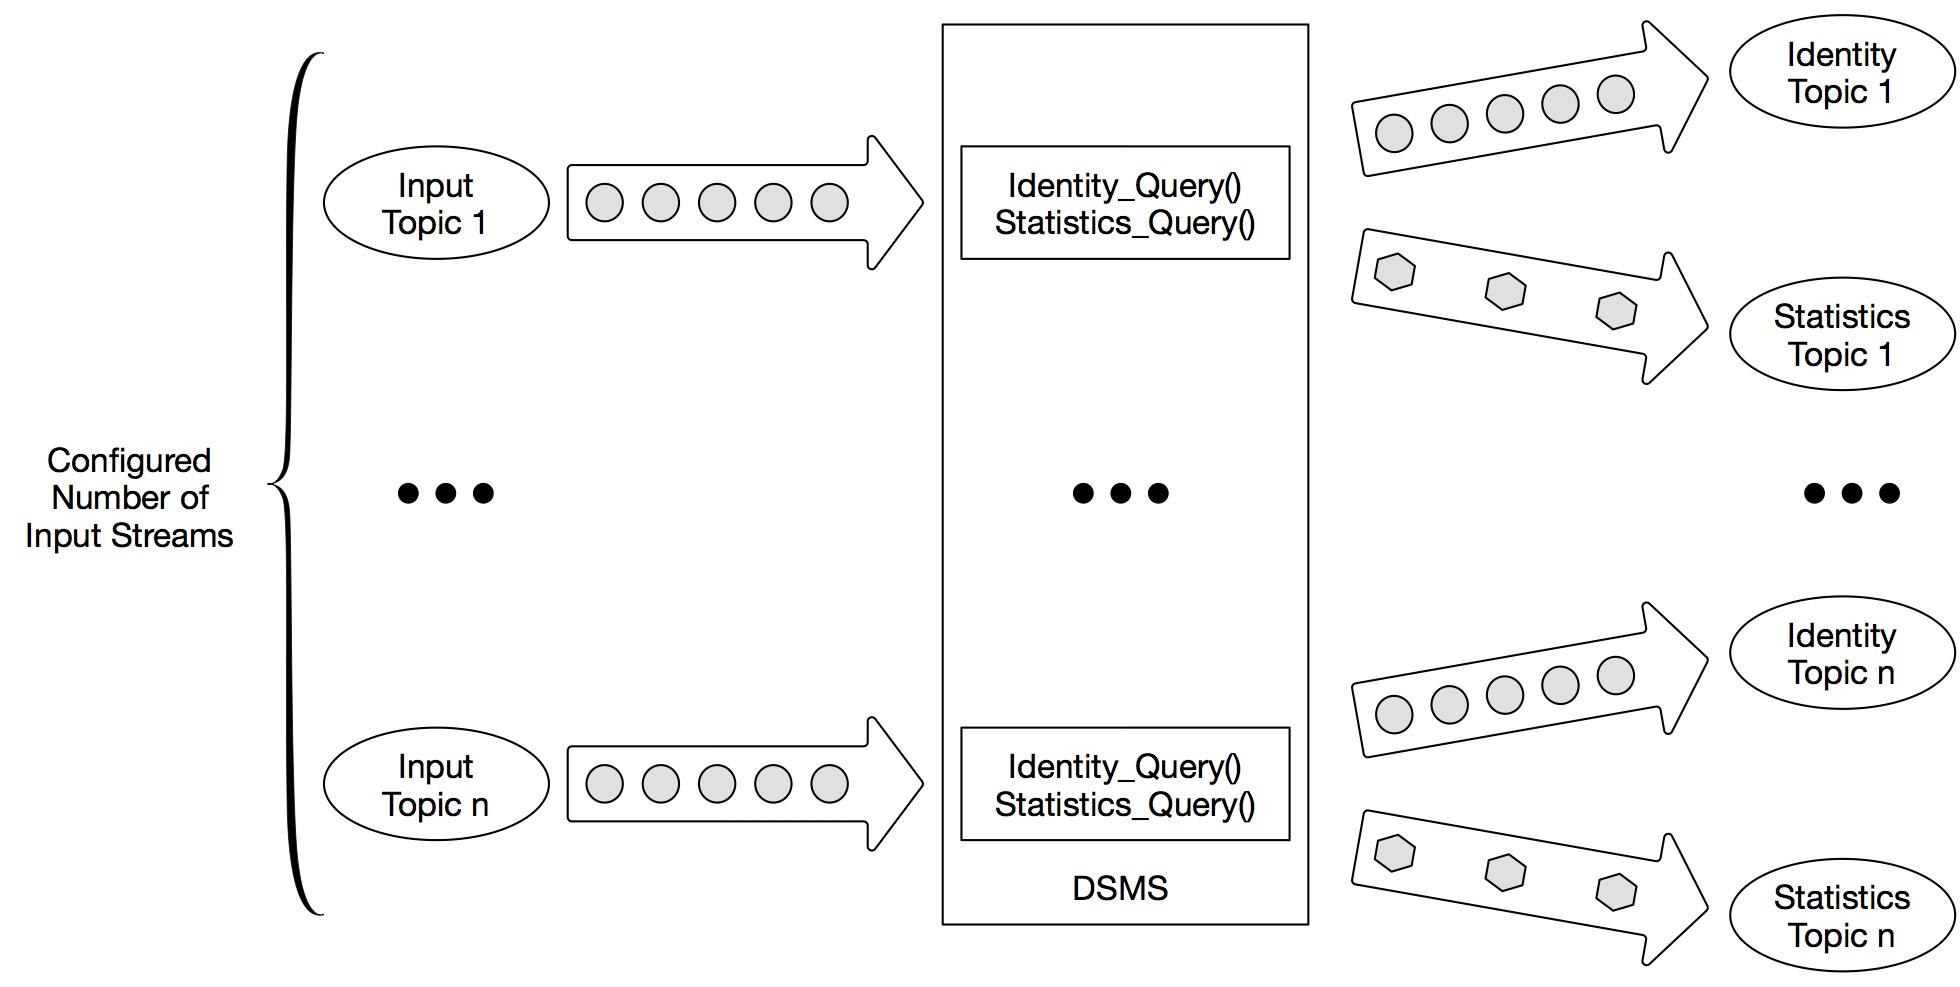 Configured
Number of
Input Streams
Input
Topic 1
Identity_Query()
Statistics_Query()
Identity
Topic 1
Statistics
Topic 1
Input
Topic n
Identity_Query()
Statistics_Query()
DSMS
Identity
Topic n
Statistics
Topic n